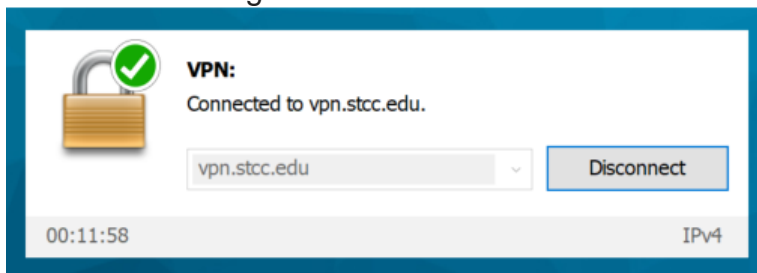 VPN:
Connected to vpn.stcc.edu.
vpn.stcc.edu Disconnect
00:11:58 IPv4